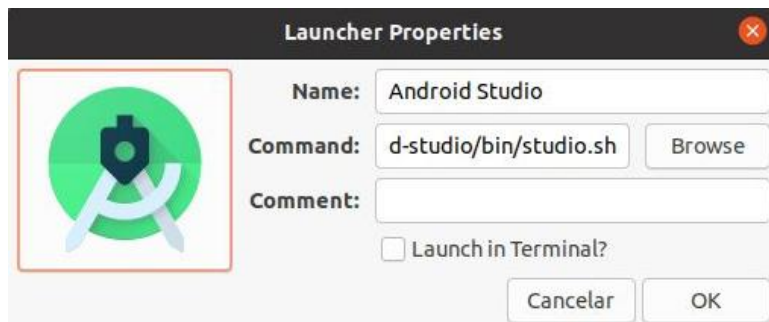 Launcher Properties
Name: Android Studio
Command: d-studio/bin/studio.sh Browse
Comment:
Launch in Terminal?
Cancelar OK